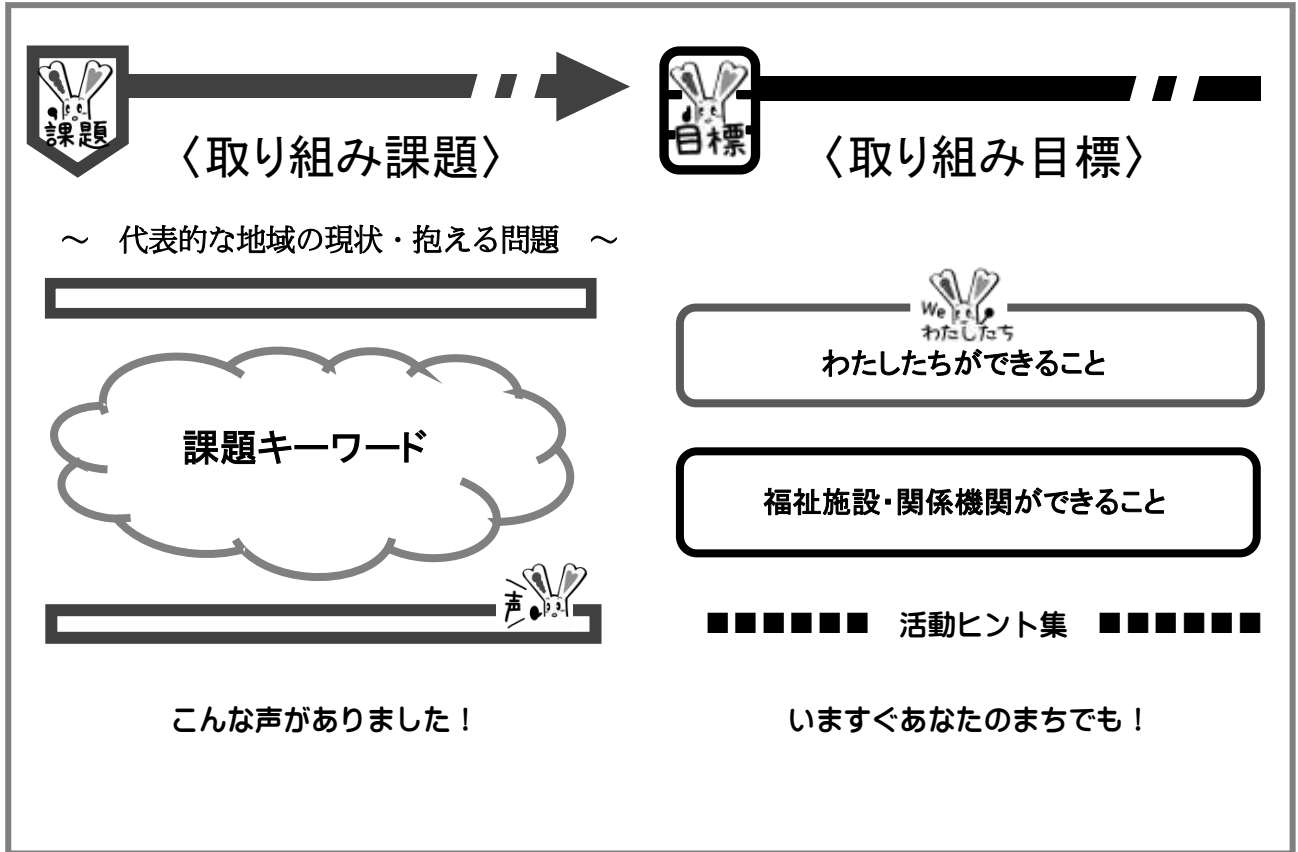 課題
〈取り組み課題〉
～　代表的な地域の現状・抱える問題　～
課題キーワード
声
こんな声がありました！
目標
〈取り組み目標〉
We
わたしたち
わたしたちができること
福祉施設・関係機関ができること
■■■■■■　活動ヒント集　■■■■■■
いますぐあなたのまちでも！